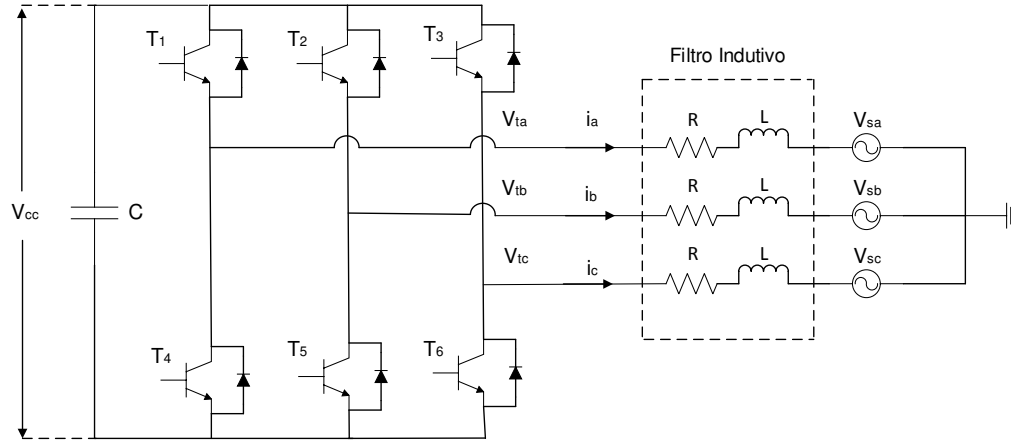 T1
T2
T3
Filtro Indutivo
Vta
ia
R
L
Vsa
Vcc
C
Vtb
ib
R
L
Vsb
Vtc
ic
R
L
Vsc
T4
T5
T6